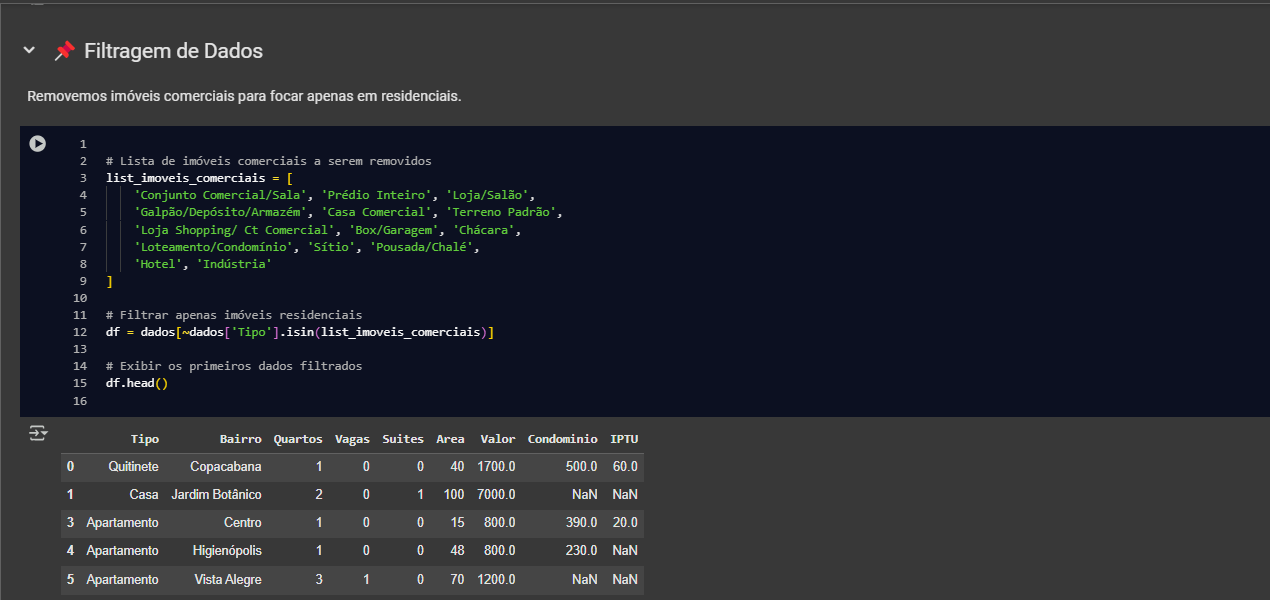 📌 Filtragem de Dados
Removemos imóveis comerciais para focar apenas em residenciais.
1
2 # Lista de imóveis comerciais a serem removidos
3 list_imoveis_comerciais = [
4     'Conjunto Comercial/Sala', 'Prédio Inteiro', 'Loja/Salão',
5     'Galpão/Depósito/Armazém', 'Casa Comercial', 'Terreno Padrão',
6     'Loja Shopping/ Ct Comercial', 'Box/Garagem', 'Chácara',
7     'Loteamento/Condomínio', 'Sítio', 'Pousada/Chalé',
8     'Hotel', 'Indústria'
9 ]
10
11 # Filtrar apenas imóveis residenciais
12 df = dados[~dados['Tipo'].isin(list_imoveis_comerciais)]
13
14 # Exibir os primeiros dados filtrados
15 df.head()
16
Tipo Bairro Quartos Vagas Suites Area Valor Condominio IPTU
0 Quitinete Copacabana 1 0 0 40 1700.0 500.0 60.0
1 Casa Jardim Botânico 2 0 1 100 7000.0 NaN NaN
3 Apartamento Centro 1 0 0 15 800.0 390.0 20.0
4 Apartamento Higienópolis 1 0 0 48 800.0 230.0 NaN
5 Apartamento Vista Alegre 3 1 0 70 1200.0 NaN NaN